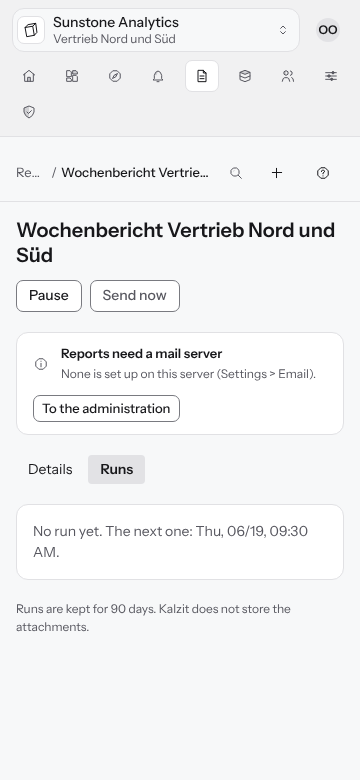 Sunstone Analytics
Vertrieb Nord und Süd
OO
Re... / Wochenbericht Vertrie...
Wochenbericht Vertrieb Nord und
Süd
Pause
Send now
Reports need a mail server
None is set up on this server (Settings > Email).
To the administration
Details
Runs
No run yet. The next one: Thu, 06/19, 09:30
AM.
Runs are kept for 90 days. Kalzit does not store the
attachments.